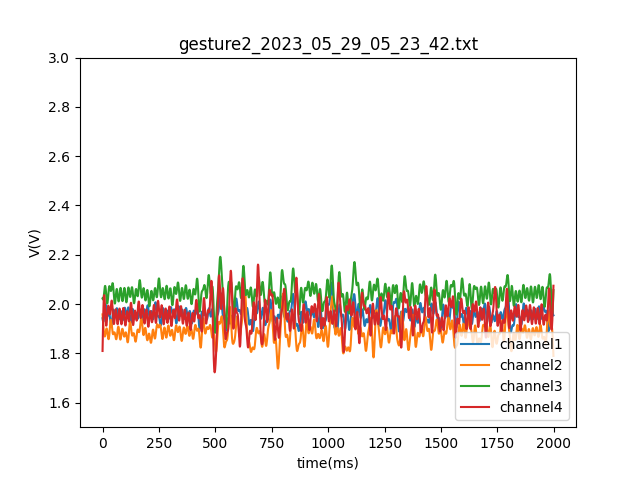 gesture2_2023_05_29_05_23_42.txt
V(V)
3.0
2.8
2.6
2.4
2.2
2.0
1.8
1.6
channel1
channel2
channel3
channel4
0 250 500 750 1000 1250 1500 1750 2000
time(ms)